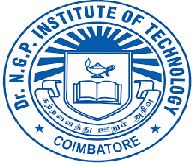 Dr. N.G.P. INSTITUTE OF TECHNOLOGY
COIMBATORE